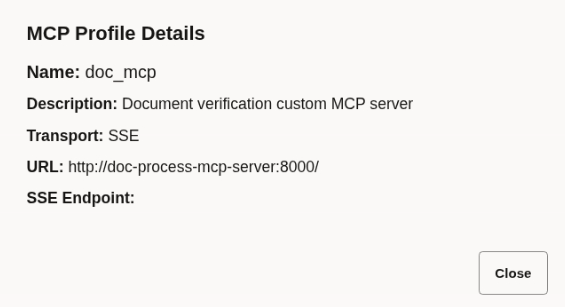 MCP Profile Details
Name: doc_mcp
Description: Document verification custom MCP server
Transport: SSE
URL: http://doc-process-mcp-server:8000/
SSE Endpoint:
Close